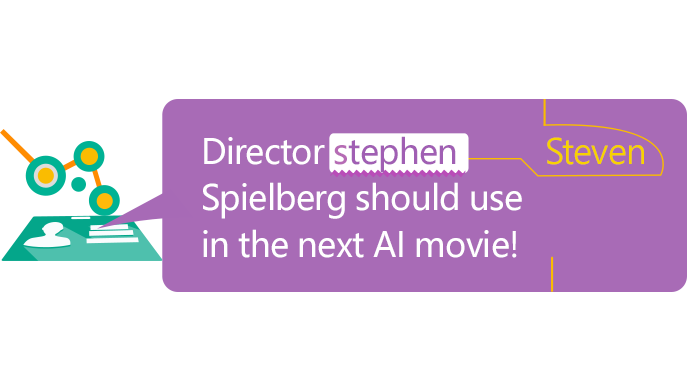 Director stephen Steven
Spielberg should use
in the next AI movie!